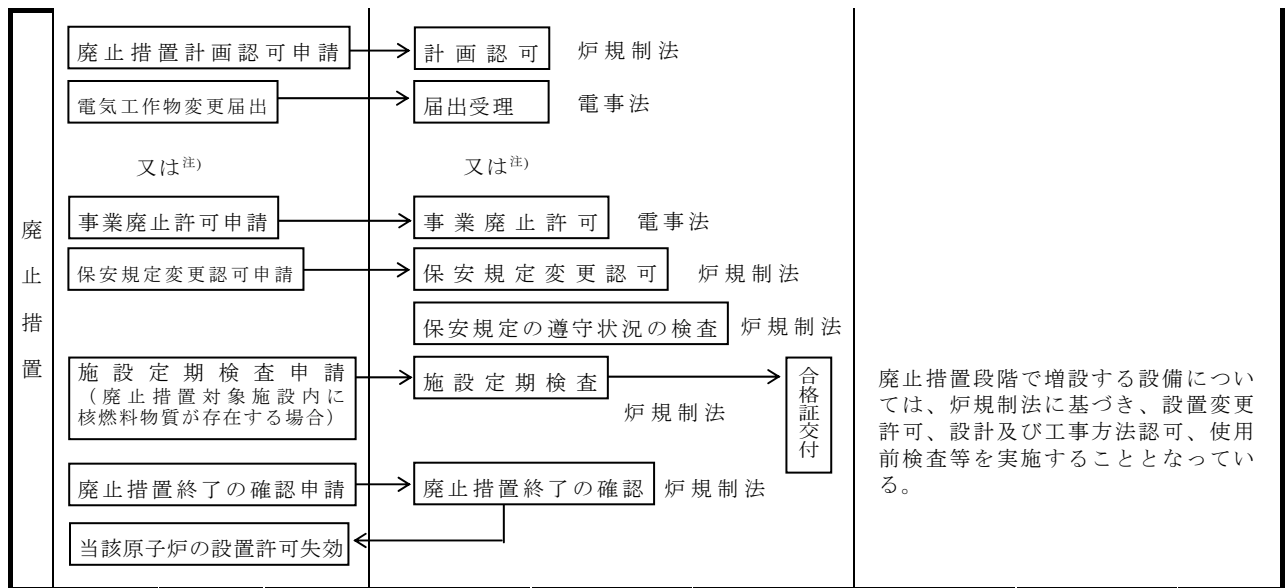 廃止措置
廃止措置計画認可申請
計画認可
炉規制法
電気工作物変更届出
届出受理
電事法
又は注)
又は注)
事業廃止許可申請
事業廃止許可
電事法
保安規定変更認可申請
保安規定変更認可
炉規制法
保安規定の遵守状況の検査
炉規制法
施設定期検査申請
（廃止措置対象施設内に
核燃料物質が存在する場合）
施設定期検査
炉規制法
合格証交付
廃止措置段階で増設する設備につい
ては、炉規制法に基づき、設置変更
許可、設計及び工事方法認可、使用
前検査等を実施することとなってい
る。
廃止措置終了の確認申請
廃止措置終了の確認
炉規制法
当該原子炉の設置許可失効